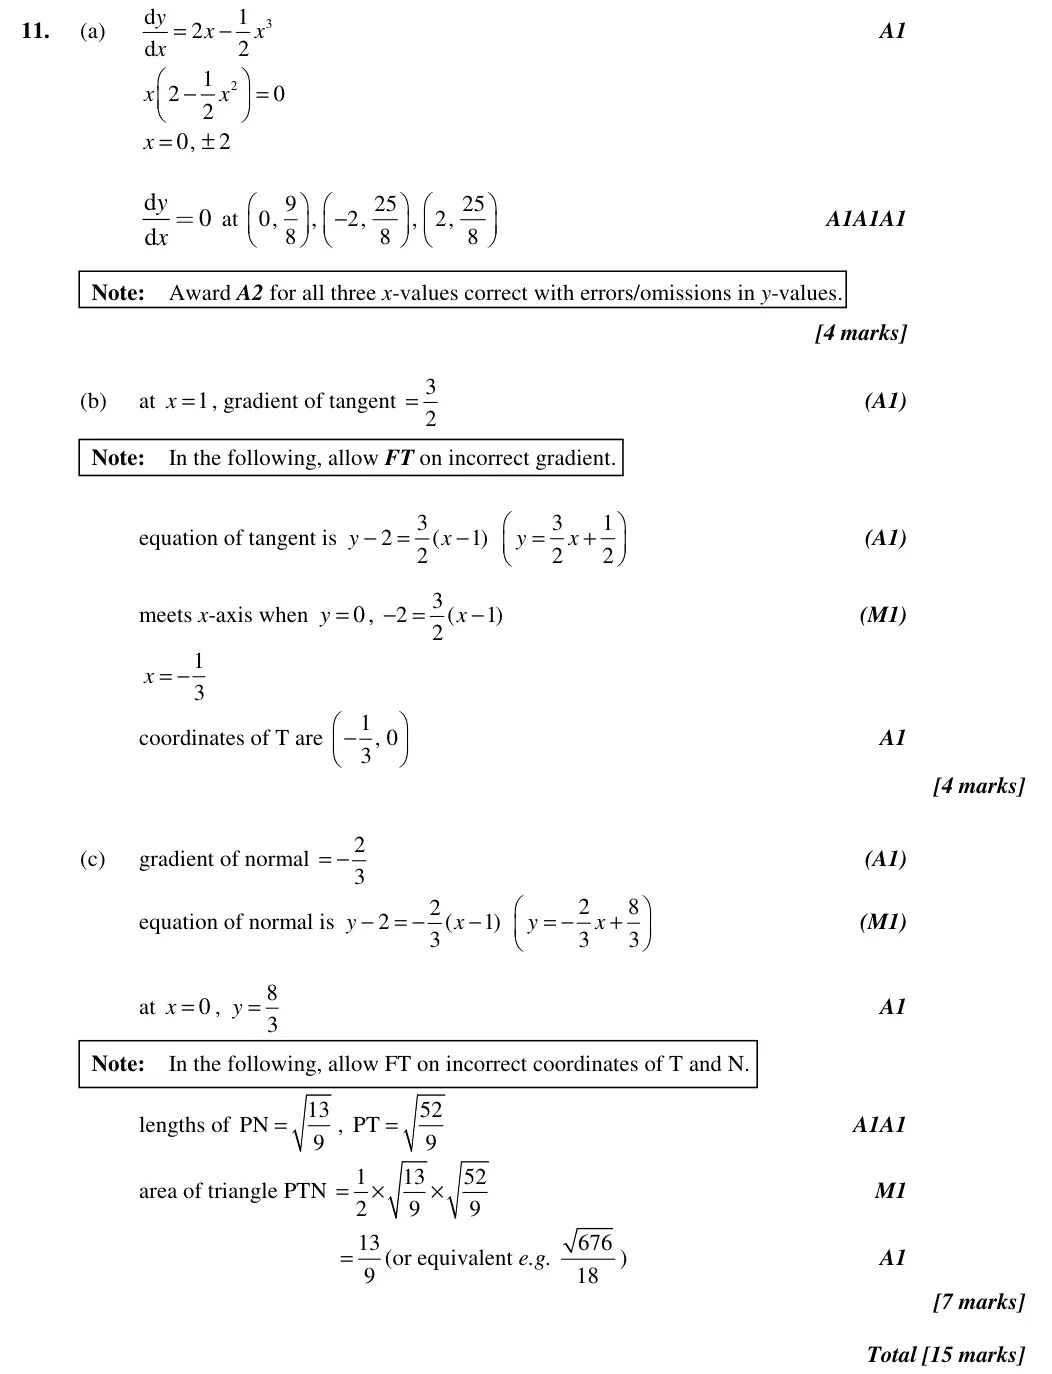 11. (a) dy/dx = 2x − 1/2 x³ A1
x(2 − 1/2 x²) = 0
x = 0, ± 2
dy/dx = 0 at (0, 9/8), (−2, 25/8), (2, 25/8) A1A1A1
Note: Award A2 for all three x-values correct with errors/omissions in y-values.
[4 marks]
(b) at x = 1, gradient of tangent = 3/2 (A1)
Note: In the following, allow FT on incorrect gradient.
equation of tangent is y − 2 = 3/2 (x − 1) (y = 3/2 x + 1/2) (A1)
meets x-axis when y = 0, −2 = 3/2 (x − 1) (M1)
x = − 1/3
coordinates of T are (− 1/3, 0) A1
[4 marks]
(c) gradient of normal = − 2/3 (A1)
equation of normal is y − 2 = − 2/3 (x − 1) (y = − 2/3 x + 8/3) (M1)
at x = 0, y = 8/3 A1
Note: In the following, allow FT on incorrect coordinates of T and N.
lengths of PN = √(13/9), PT = √(52/9) A1A1
area of triangle PTN = 1/2 × √(13/9) × √(52/9) M1
= 13/9 (or equivalent e.g. √676/18) A1
[7 marks]
Total [15 marks]